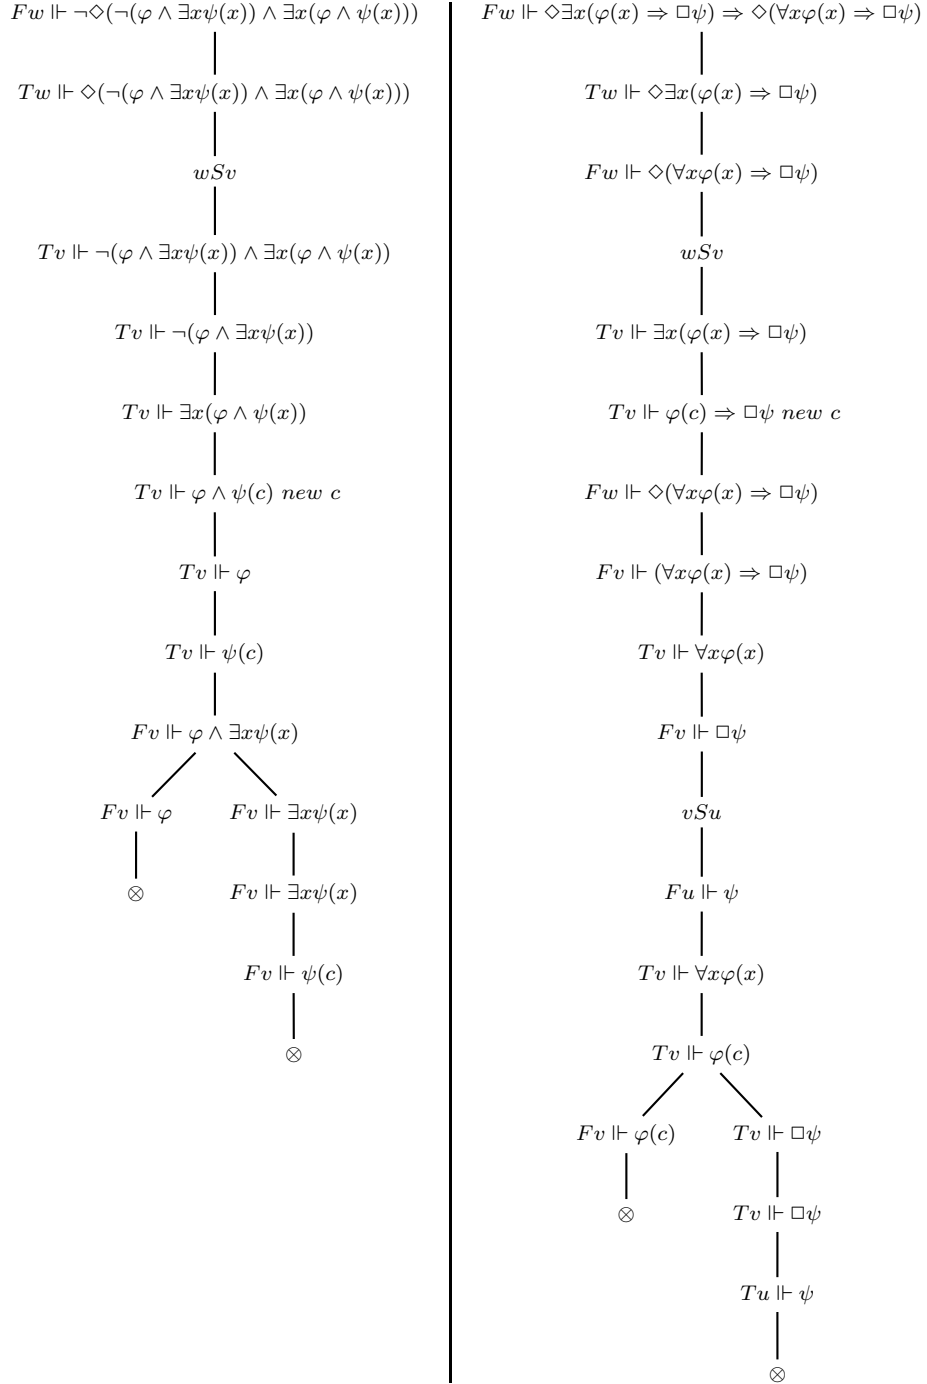 Fw ⊩ ¬◇(¬(φ ∧ ∃xψ(x)) ∧ ∃x(φ ∧ ψ(x)))
Tw ⊩ ◇(¬(φ ∧ ∃xψ(x)) ∧ ∃x(φ ∧ ψ(x)))
wSv
Tv ⊩ ¬(φ ∧ ∃xψ(x)) ∧ ∃x(φ ∧ ψ(x))
Tv ⊩ ¬(φ ∧ ∃xψ(x))
Tv ⊩ ∃x(φ ∧ ψ(x))
Tv ⊩ φ ∧ ψ(c) new c
Tv ⊩ φ
Tv ⊩ ψ(c)
Fv ⊩ φ ∧ ∃xψ(x)
Fv ⊩ φ
⊗
Fv ⊩ ∃xψ(x)
Fv ⊩ ∃xψ(x)
Fv ⊩ ψ(c)
⊗
Fw ⊩ ◇∃x(φ(x) ⇒ □ψ) ⇒ ◇(∀xφ(x) ⇒ □ψ)
Tw ⊩ ◇∃x(φ(x) ⇒ □ψ)
Fw ⊩ ◇(∀xφ(x) ⇒ □ψ)
wSv
Tv ⊩ ∃x(φ(x) ⇒ □ψ)
Tv ⊩ φ(c) ⇒ □ψ new c
Fw ⊩ ◇(∀xφ(x) ⇒ □ψ)
Fv ⊩ (∀xφ(x) ⇒ □ψ)
Tv ⊩ ∀xφ(x)
Fv ⊩ □ψ
vSu
Fu ⊩ ψ
Tv ⊩ ∀xφ(x)
Tv ⊩ φ(c)
Fv ⊩ φ(c)
⊗
Tv ⊩ □ψ
Tv ⊩ □ψ
Tu ⊩ ψ
⊗